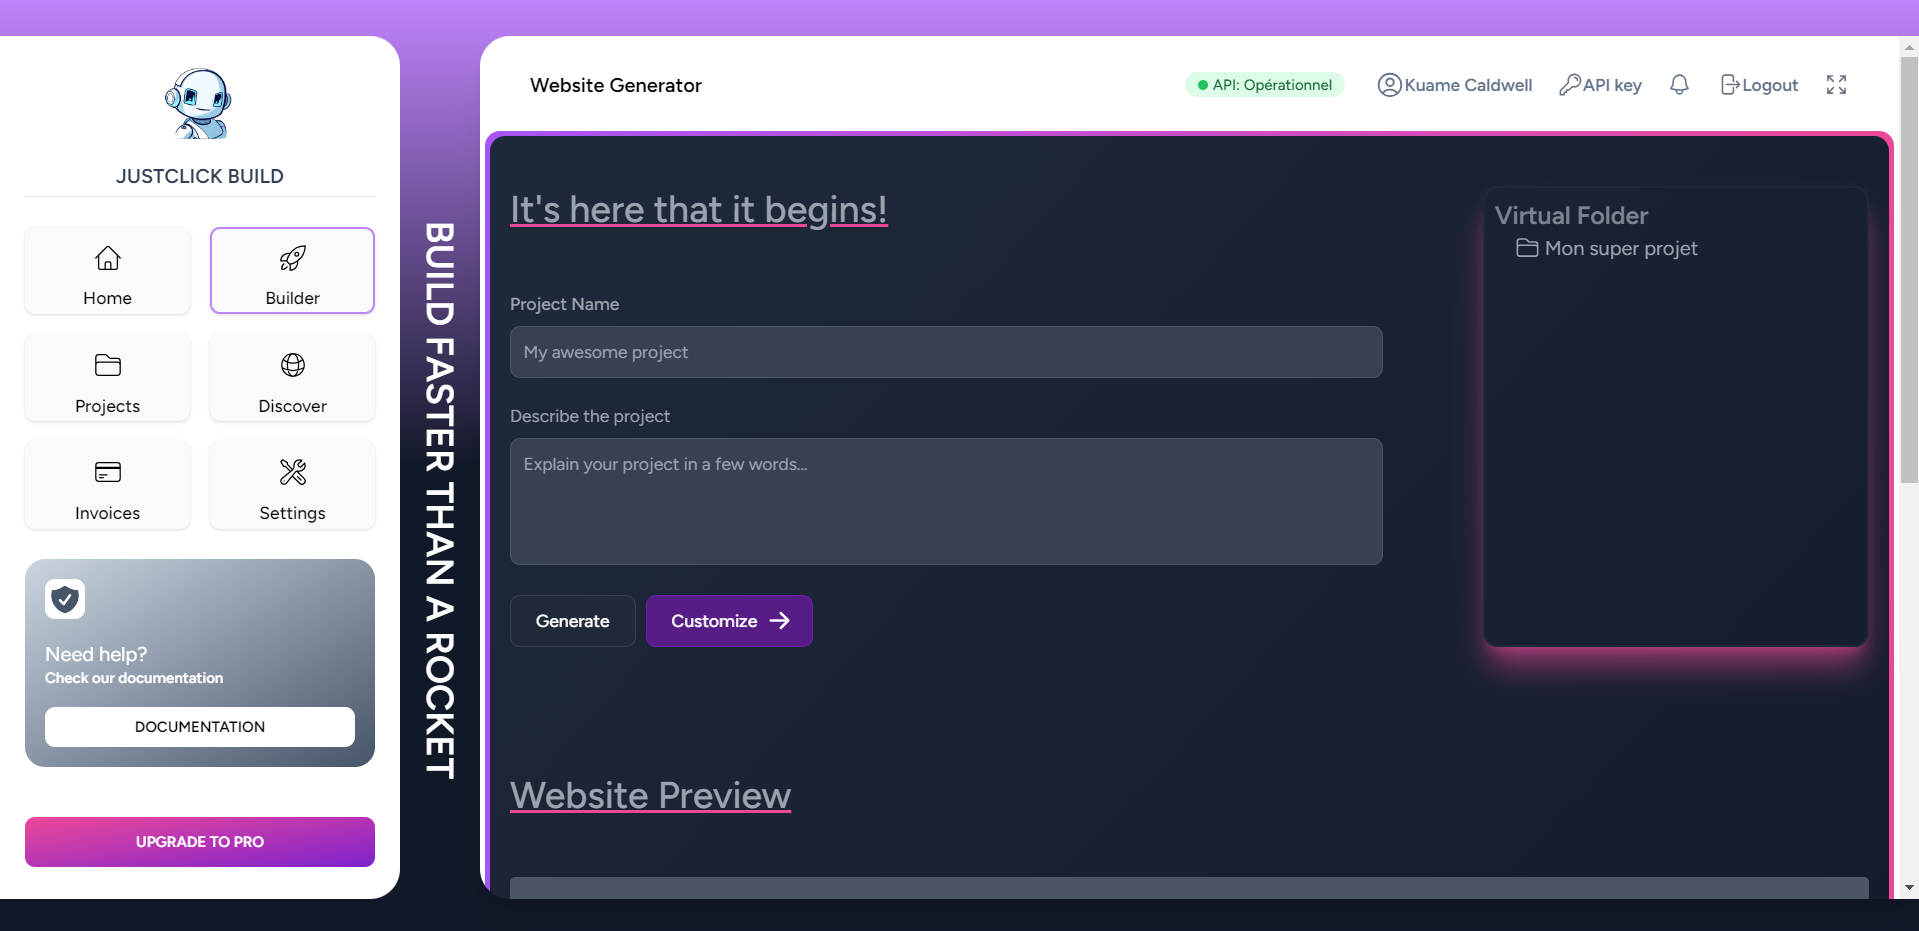 JUSTCLICK BUILD
Home
Builder
Projects
Discover
Invoices
Settings
Need help?
Check our documentation
DOCUMENTATION
UPGRADE TO PRO
BUILD FASTER THAN A ROCKET
Website Generator
API: Opérationnel
Kuame Caldwell
API key
Logout
It's here that it begins!
Project Name
My awesome project
Describe the project
Explain your project in a few words...
Generate
Customize
Virtual Folder
Mon super projet
Website Preview